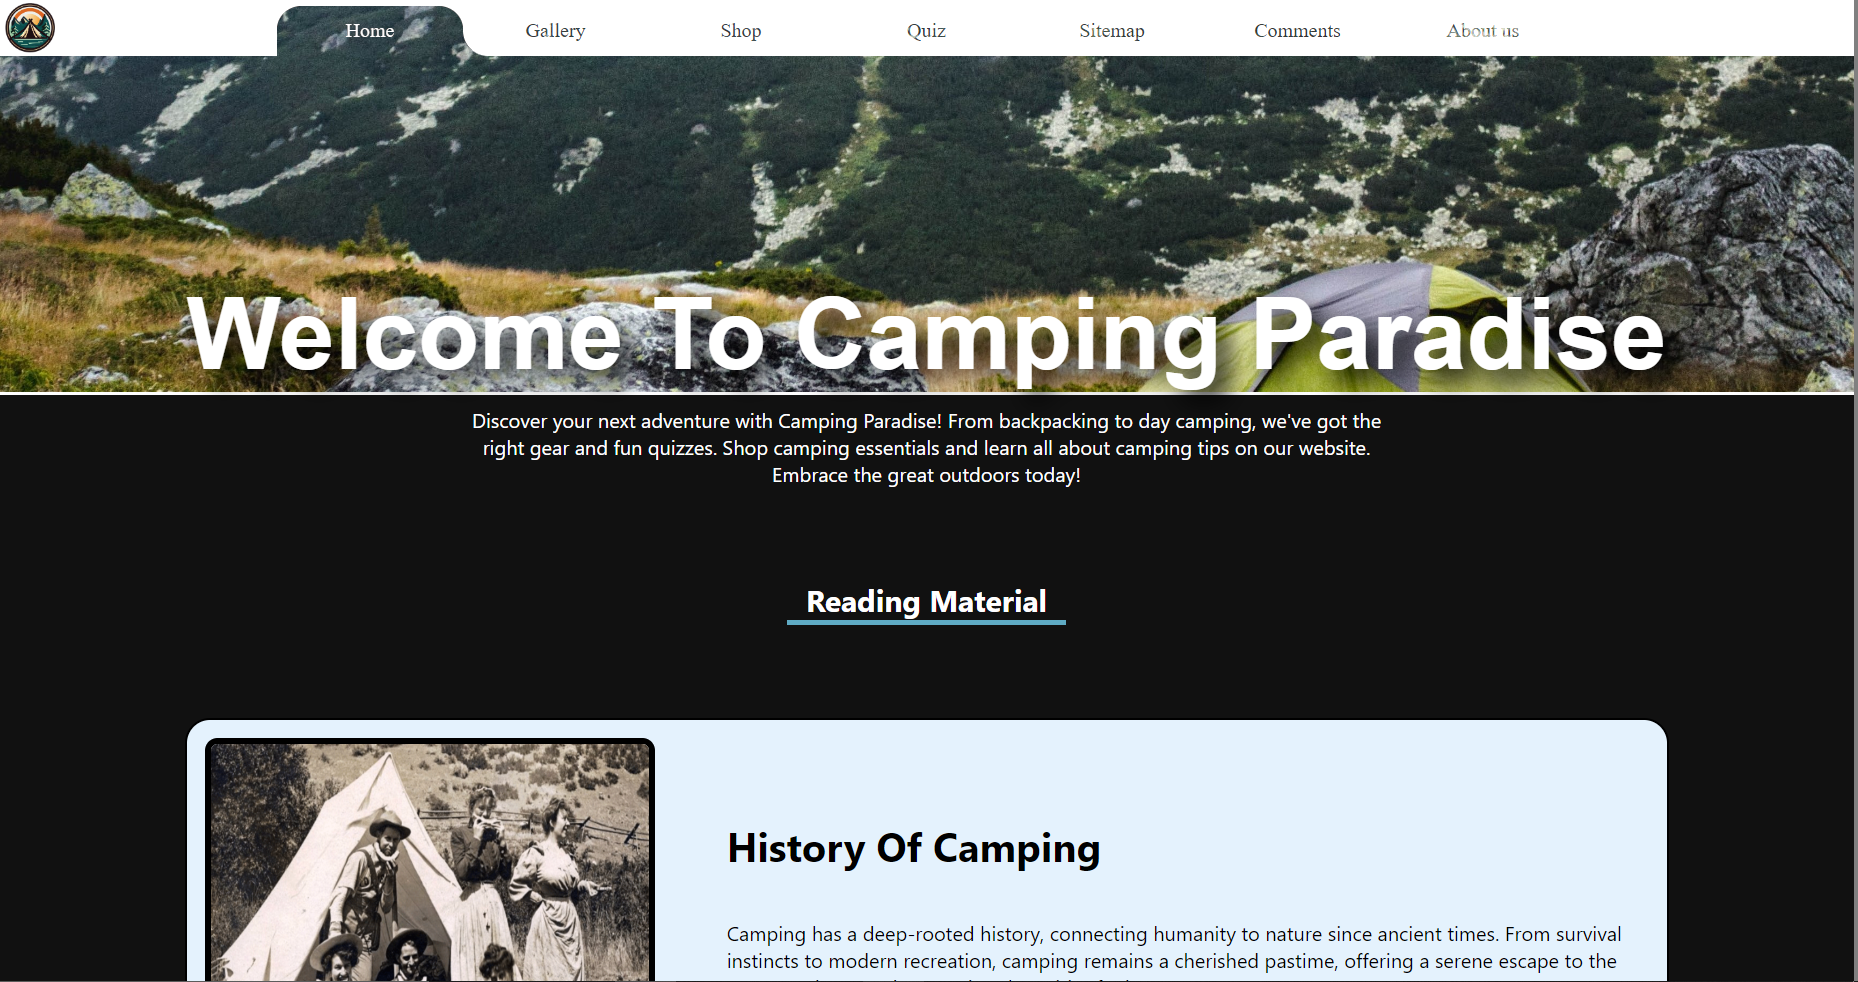 Home
Gallery
Shop
Quiz
Sitemap
Comments
About us
Welcome To Camping Paradise
Discover your next adventure with Camping Paradise! From backpacking to day camping, we've got the
right gear and fun quizzes. Shop camping essentials and learn all about camping tips on our website.
Embrace the great outdoors today!
Reading Material
History Of Camping
Camping has a deep-rooted history, connecting humanity to nature since ancient times. From survival
instincts to modern recreation, camping remains a cherished pastime, offering a serene escape to the